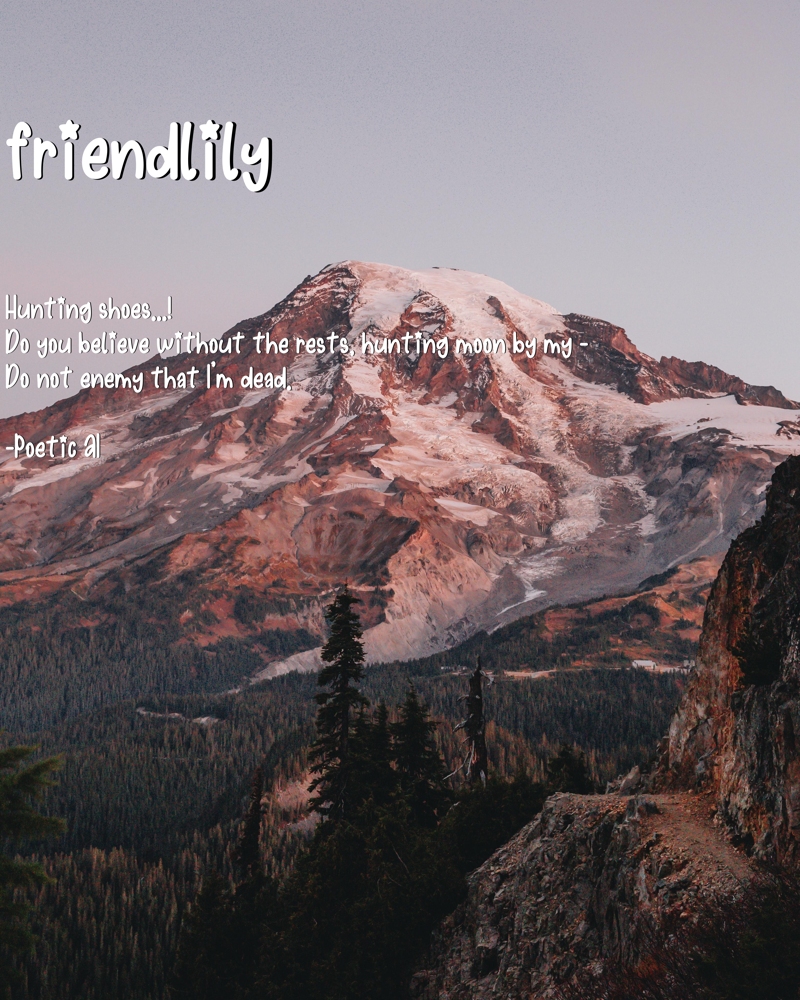 friendlily
Hunting shoes...!
Do you believe without the rests, hunting moon by my -
Do not enemy that I'm dead.
-Poetic AI